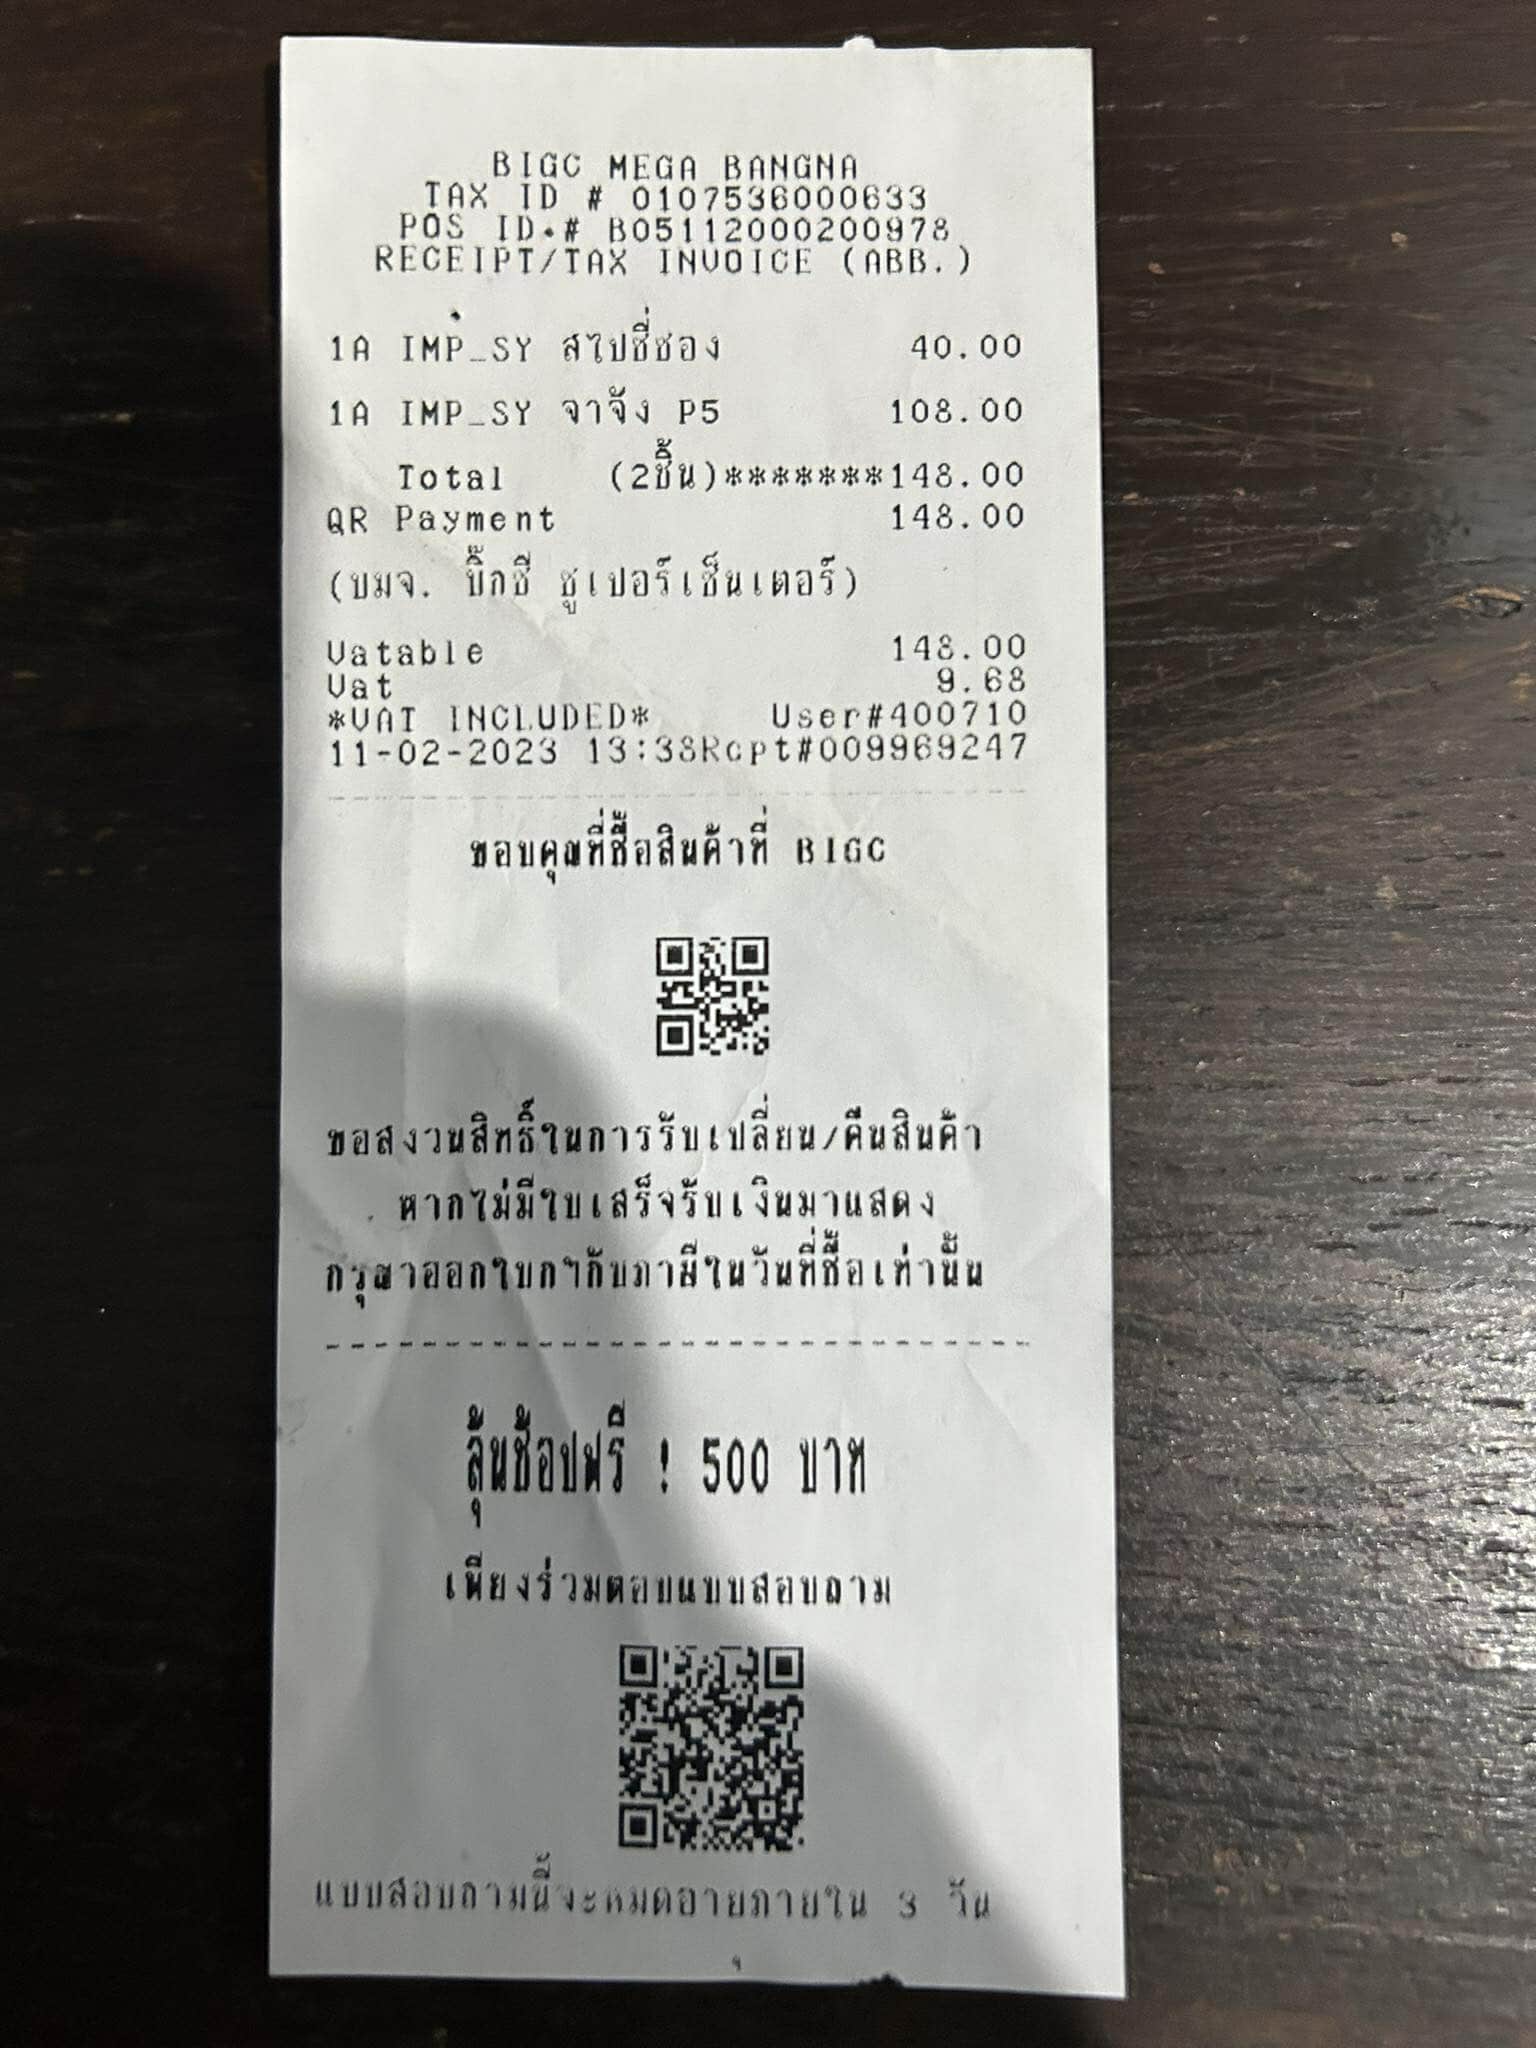 BIGC MEGA BANGNA
TAX ID # 0107536000633
POS ID # B05112000200978
RECEIPT/TAX INVOICE (ABB.)
1A IMP_SY สไปซี่ซอง 40.00
1A IMP_SY จาจัง P5 108.00
Total (2ชิ้น)*******148.00
QR Payment 148.00
(บมจ. บิ๊กซี ซูเปอร์เซ็นเตอร์)
Vatable 148.00
Vat 9.68
*VAT INCLUDED* User#400710
11-02-2023 13:38Rcpt#009969247
ขอบคุณที่ซื้อสินค้าที่ BIGC
ขอสงวนสิทธิ์ในการรับเปลี่ยน/คืนสินค้า
หากไม่มีใบเสร็จรับเงินมาแสดง
กรุณาออกใบกำกับภาษีในวันที่ซื้อเท่านั้น
ลุ้นช้อปฟรี ! 500 บาท
เพียงร่วมตอบแบบสอบถาม
แบบสอบถามนี้จะหมดอายุภายใน 3 วัน